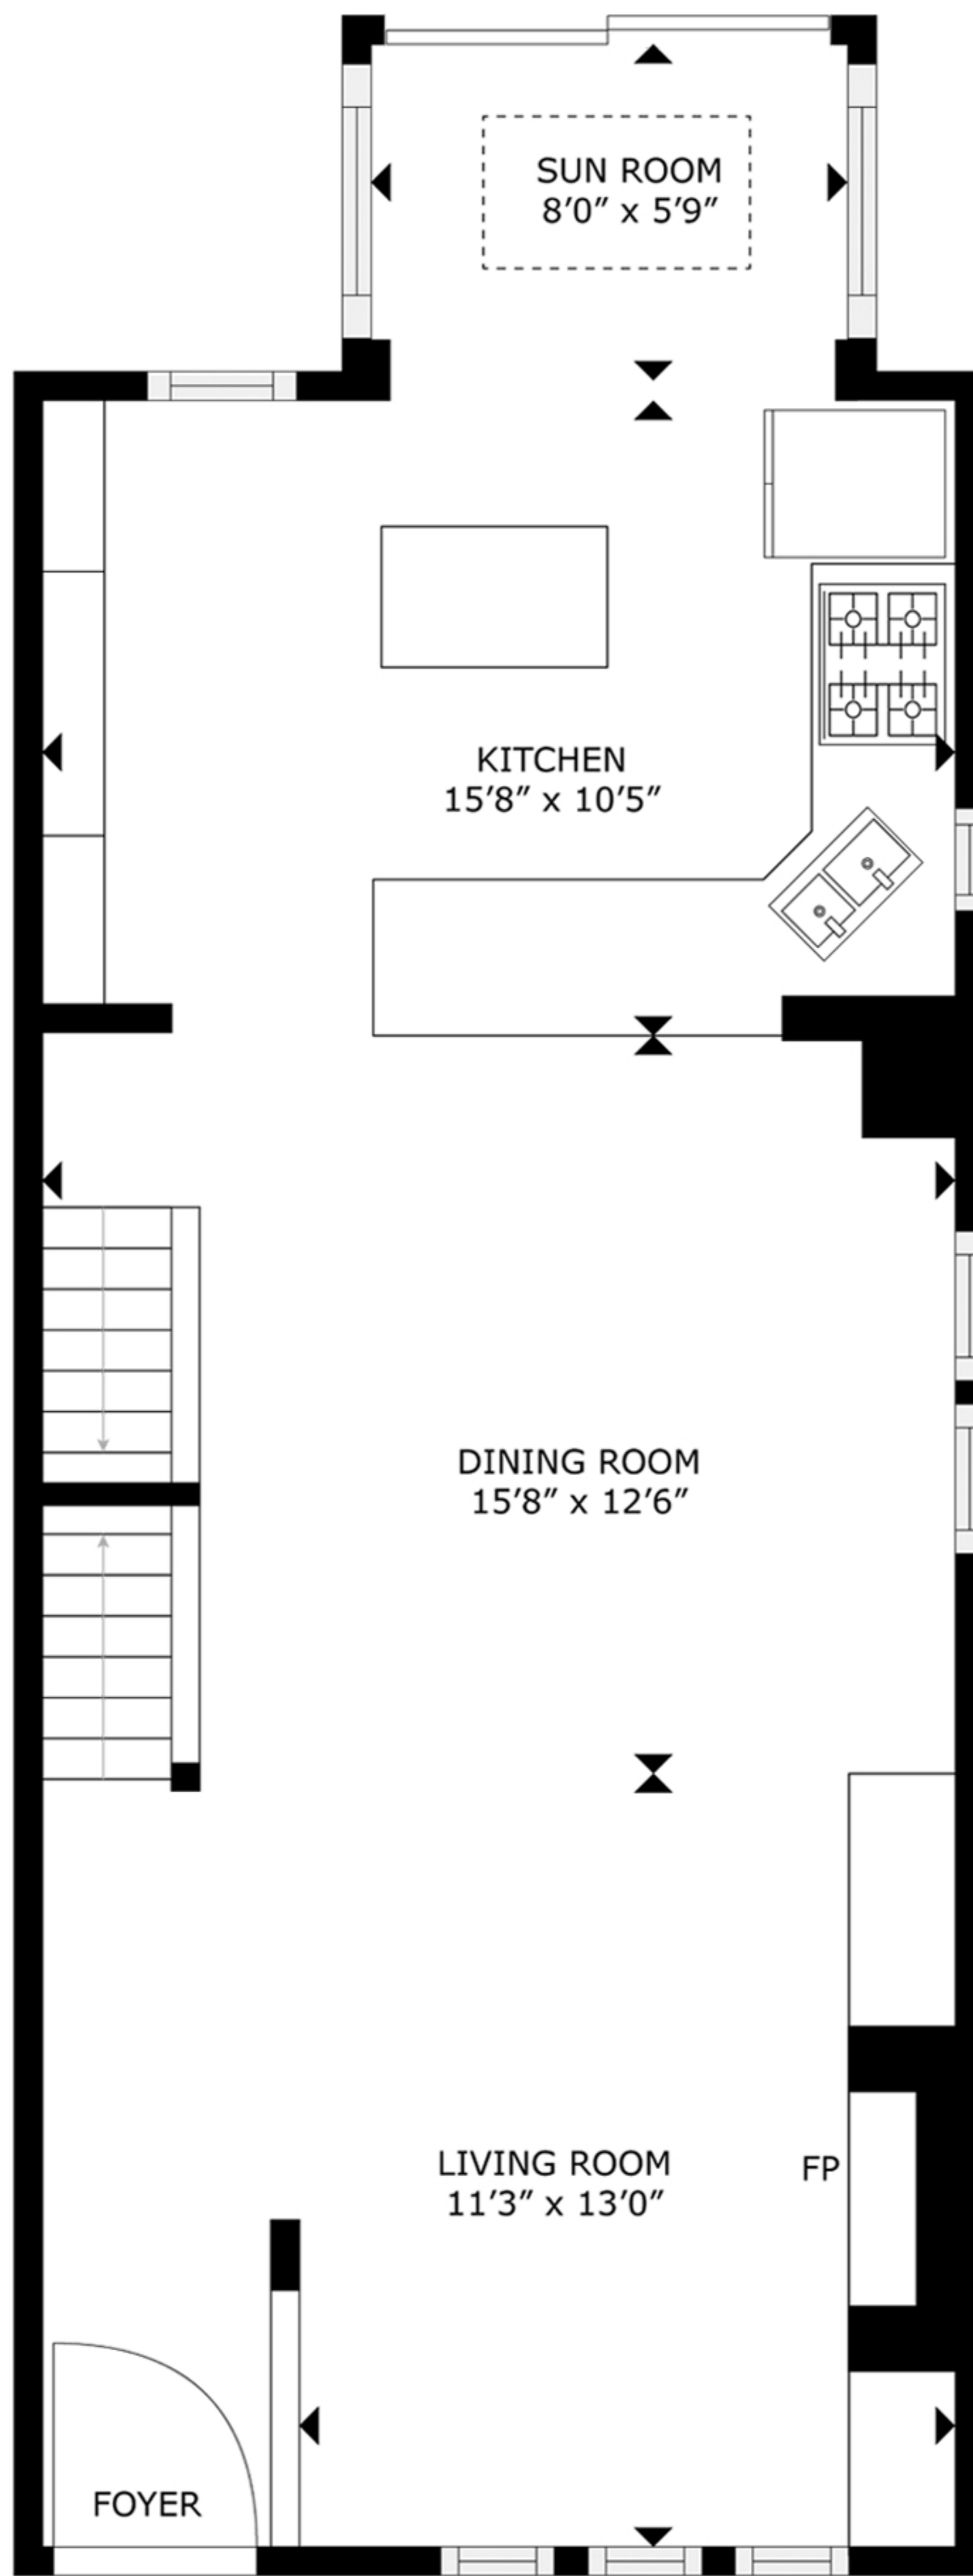 SUN ROOM
8′0″ x 5′9″
KITCHEN
15′8″ x 10′5″
DINING ROOM
15′8″ x 12′6″
LIVING ROOM
11′3″ x 13′0″
FP
FOYER